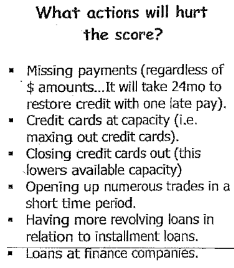 What actions will hurt
the score?
▪ Missing payments (regardless of
$ amounts...It will take 24mo to
restore credit with one late pay).
▪ Credit cards at capacity (i.e.
maxing out credit cards).
▪ Closing credit cards out (this
lowers available capacity)
▪ Opening up numerous trades in a
short time period.
▪ Having more revolving loans in
relation to installment loans.
▪ Loans at finance companies.